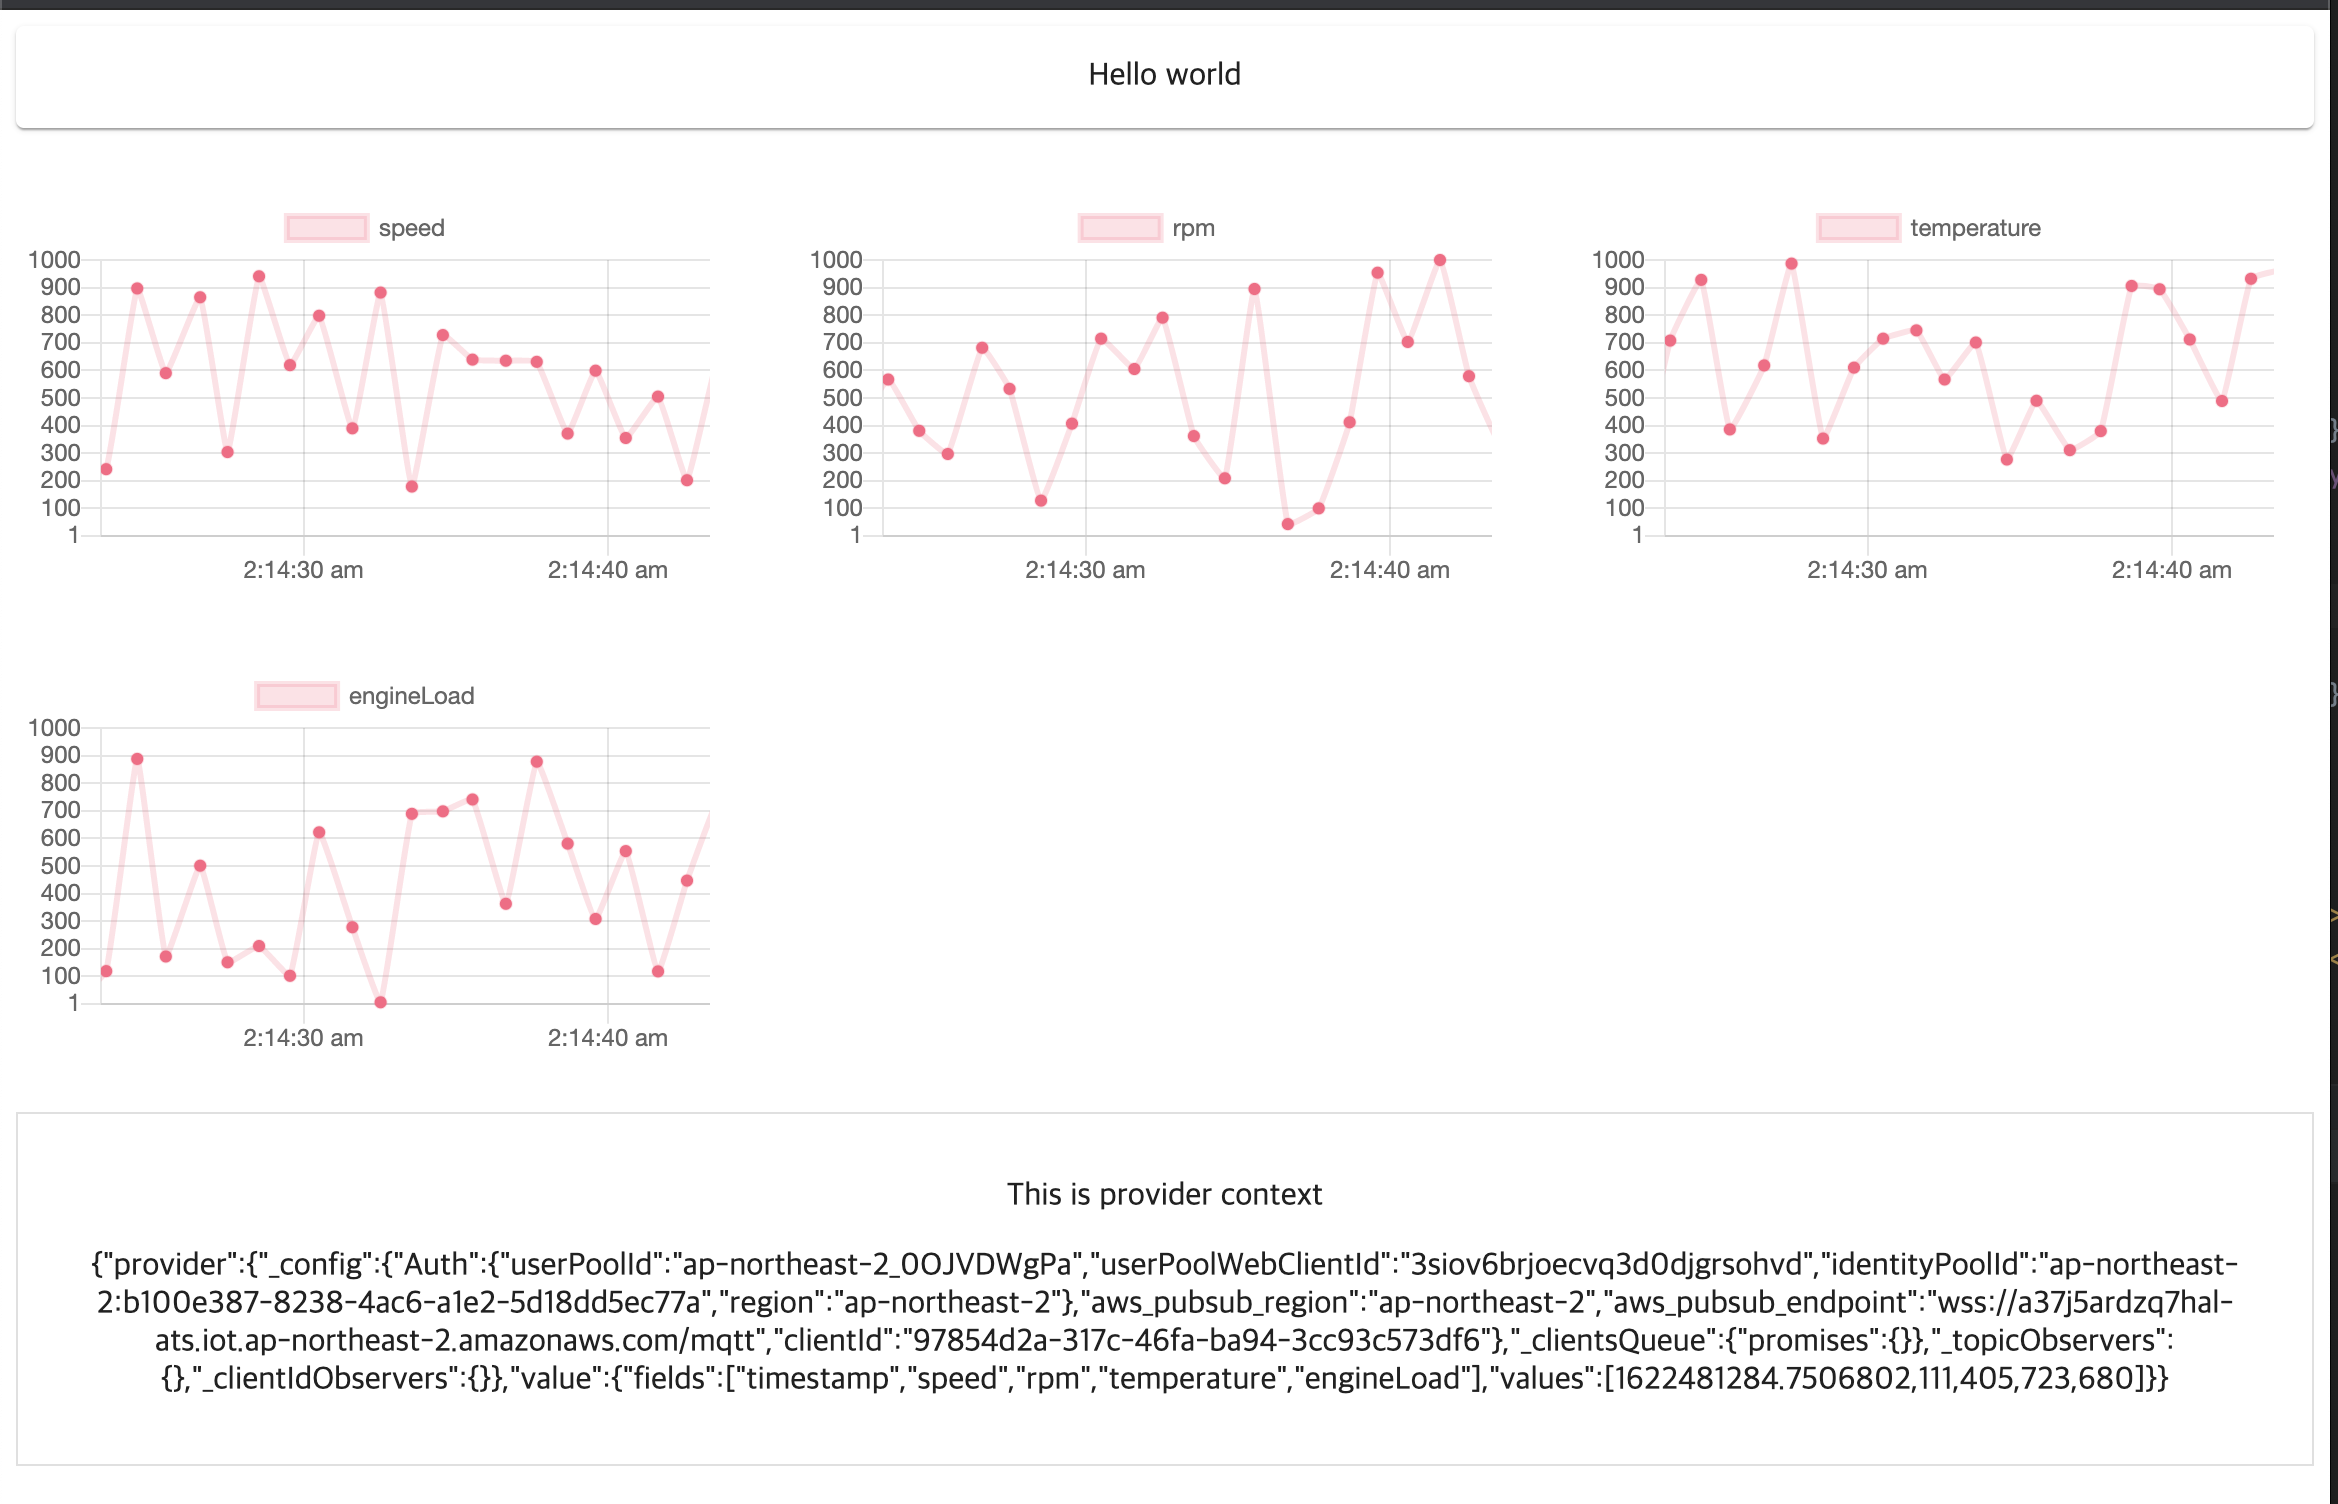 Hello world
speed
1000
900
800
700
600
500
400
300
200
100
1
2:14:30 am
2:14:40 am
rpm
1000
900
800
700
600
500
400
300
200
100
1
2:14:30 am
2:14:40 am
temperature
1000
900
800
700
600
500
400
300
200
100
1
2:14:30 am
2:14:40 am
engineLoad
1000
900
800
700
600
500
400
300
200
100
1
2:14:30 am
2:14:40 am
This is provider context
{"provider":{"_config":{"Auth":{"userPoolId":"ap-northeast-2_0OJVDWgPa","userPoolWebClientId":"3siov6brjoecvq3d0djgrsohvd","identityPoolId":"ap-northeast-
2:b100e387-8238-4ac6-a1e2-5d18dd5ec77a","region":"ap-northeast-2"},"aws_pubsub_region":"ap-northeast-2","aws_pubsub_endpoint":"wss://a37j5ardzq7hal-
ats.iot.ap-northeast-2.amazonaws.com/mqtt","clientId":"97854d2a-317c-46fa-ba94-3cc93c573df6"},"_clientsQueue":{"promises":{}},"_topicObservers":
{},"_clientIdObservers":{}},"value":{"fields":["timestamp","speed","rpm","temperature","engineLoad"],"values":[1622481284.7506802,111,405,723,680]}}